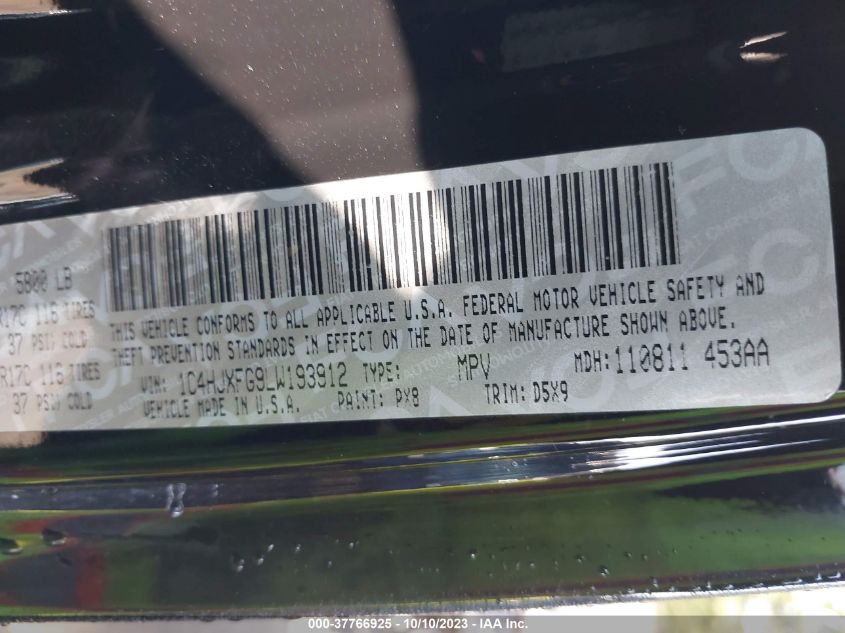 5800 LB
R17C 116 TIRES
37 PSI/ COLD
R17C 116 TIRES
37 PSI/ COLD
THIS VEHICLE CONFORMS TO ALL APPLICABLE U.S.A. FEDERAL MOTOR VEHICLE SAFETY AND
THEFT PREVENTION STANDARDS IN EFFECT ON THE DATE OF MANUFACTURE SHOWN ABOVE.
VIN: 1C4HJXFG9LW193912 TYPE: MPV MDH: 110811 453AA
VEHICLE MADE IN U.S.A. PAINT: PX8 TRIM: D5X9
000-37766925 - 10/10/2023 - IAA Inc.